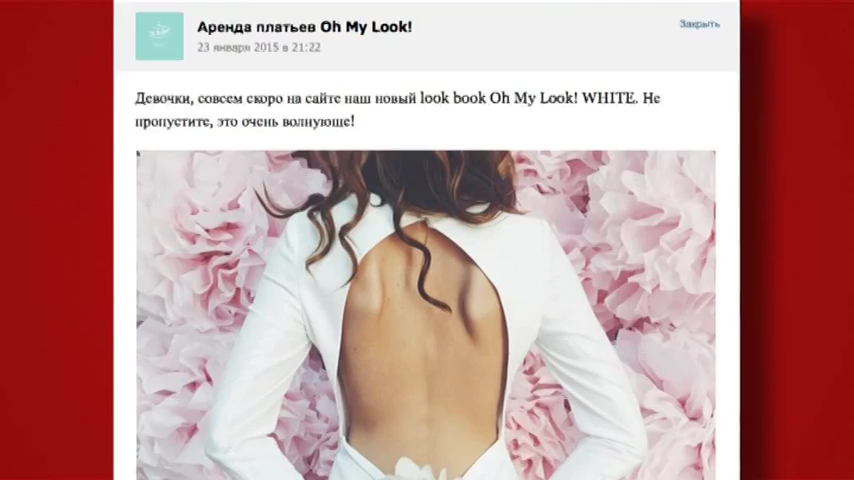 Аренда платьев Oh My Look!
Закрыть
23 января 2015 в 21:22
Девочки, совсем скоро на сайте наш новый look book Oh My Look! WHITE. Не
пропустите, это очень волнующе!